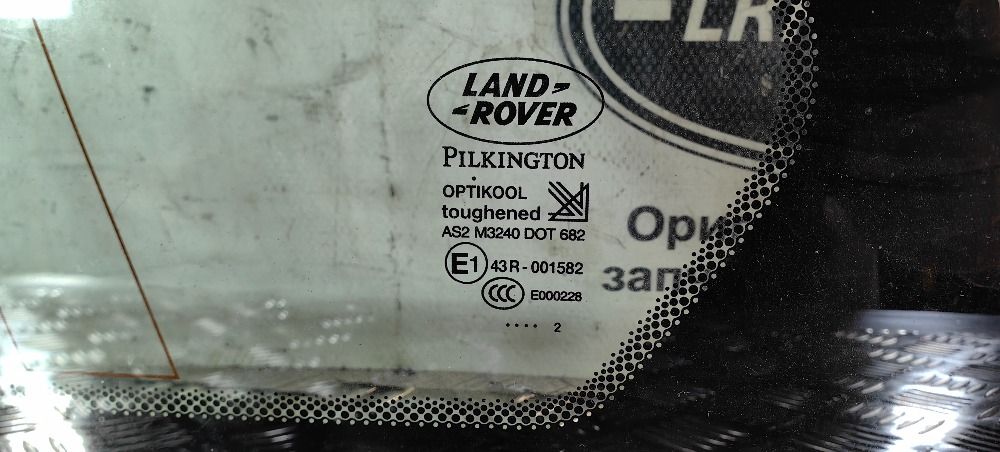 LR
LAND
ROVER
PILKINGTON
OPTIKOOL
toughened
AS2 M3240 DOT 682
E1 43R-001582
CCC E000228
.... 2
Ори
зап